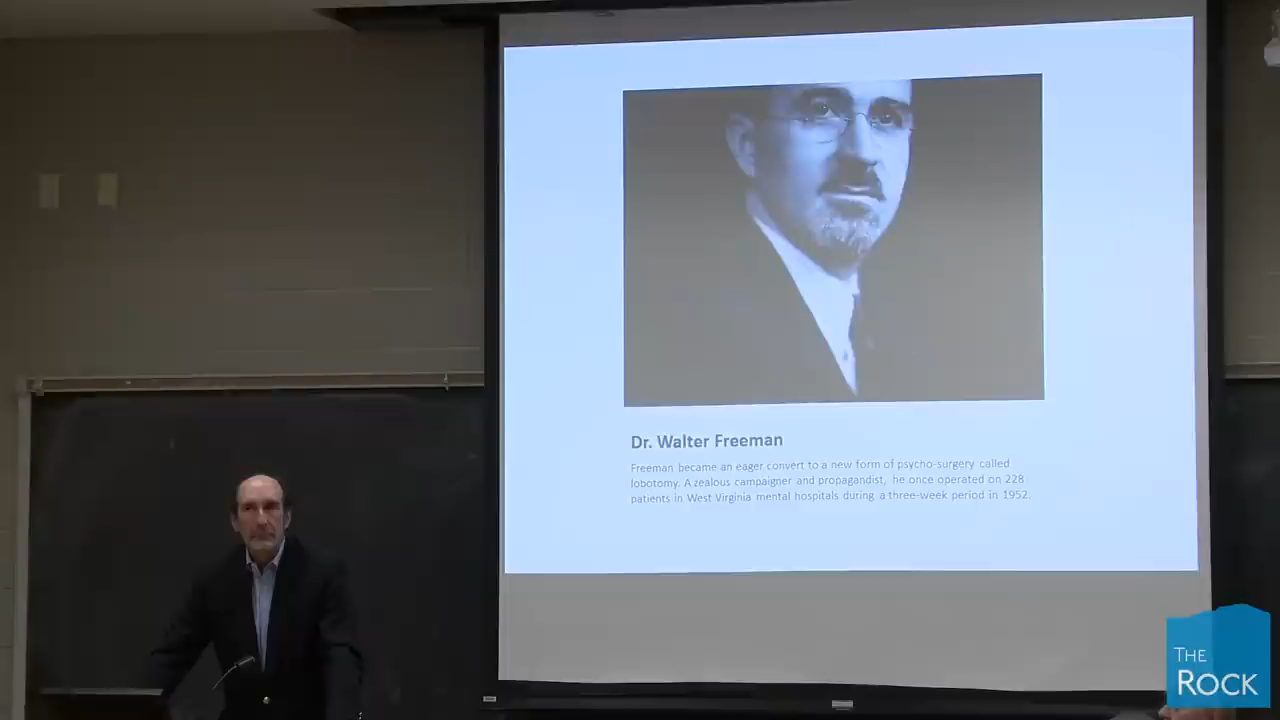 Dr. Walter Freeman
Freeman became an eager convert to a new form of psycho-surgery called
lobotomy. A zealous campaigner and propagandist, he once operated on 228
patients in West Virginia mental hospitals during a three-week period in 1952.
THE
ROCK